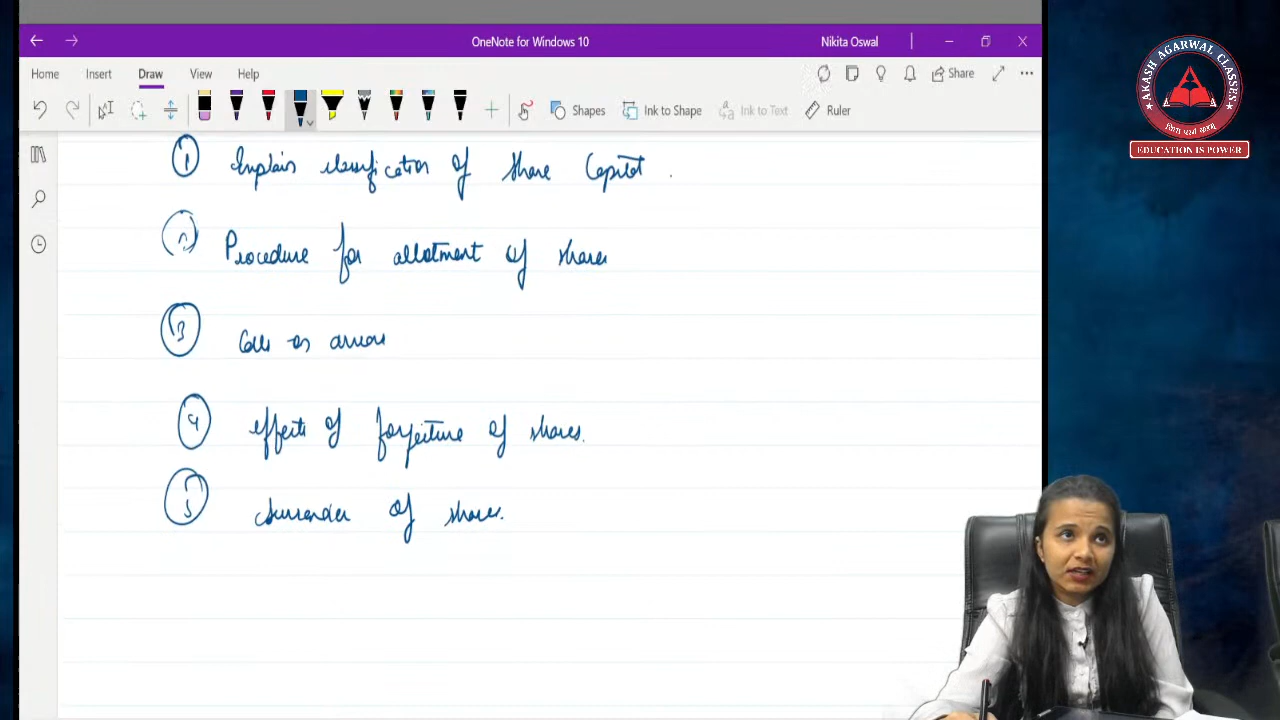 OneNote for Windows 10
Nikita Oswal
Home Insert Draw View Help
Share
Shapes
Ink to Shape
Ink to Text
Ruler
AKASH AGARWAL CLASSES
EDUCATION IS POWER
1 Explain classification of Share Capital.
2 Procedure for allotment of shares
3 Calls as arrears
4 effects of forfeiture of shares.
5 Surrender of shares.